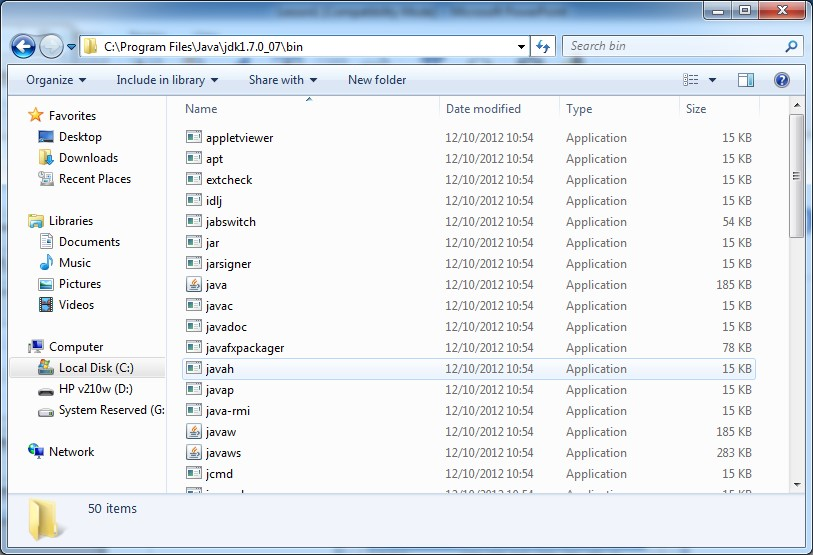 C:\Program Files\Java\jdk1.7.0_07\bin
Search bin
Organize Include in library Share with New folder
Name Date modified Type Size
Favorites
Desktop
Downloads
Recent Places
Libraries
Documents
Music
Pictures
Videos
Computer
Local Disk (C:)
HP v210w (D:)
System Reserved (G:
Network
appletviewer 12/10/2012 10:54 Application 15 KB
apt 12/10/2012 10:54 Application 15 KB
extcheck 12/10/2012 10:54 Application 15 KB
idlj 12/10/2012 10:54 Application 15 KB
jabswitch 12/10/2012 10:54 Application 54 KB
jar 12/10/2012 10:54 Application 15 KB
jarsigner 12/10/2012 10:54 Application 15 KB
java 12/10/2012 10:54 Application 185 KB
javac 12/10/2012 10:54 Application 15 KB
javadoc 12/10/2012 10:54 Application 15 KB
javafxpackager 12/10/2012 10:54 Application 78 KB
javah 12/10/2012 10:54 Application 15 KB
javap 12/10/2012 10:54 Application 15 KB
java-rmi 12/10/2012 10:54 Application 15 KB
javaw 12/10/2012 10:54 Application 185 KB
javaws 12/10/2012 10:54 Application 283 KB
jcmd 12/10/2012 10:54 Application 15 KB
50 items